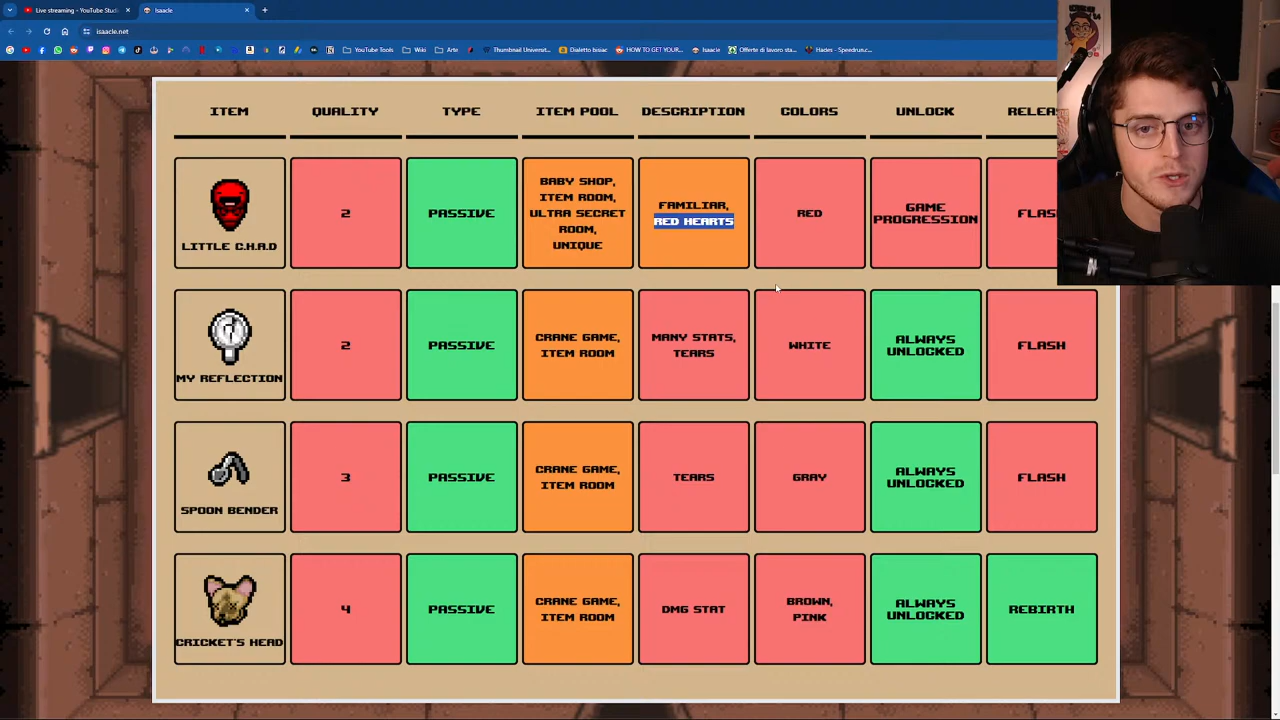 Live streaming - YouTube Studio
Isaacle
isaacle.net
YouTube Tools
Wiki
Arte
Thumbnail Universit...
Dialetto bisiac
HOW TO GET YOUR...
Isaacle
Offerte di lavoro sta...
Hades - Speedrun.c...
ITEM QUALITY TYPE ITEM POOL DESCRIPTION COLORS UNLOCK RELEAS
LITTLE C.H.A.D
2
PASSIVE
BABY SHOP,
ITEM ROOM,
ULTRA SECRET
ROOM,
UNIQUE
FAMILIAR,
RED HEARTS
RED
GAME
PROGRESSION
FLAS
MY REFLECTION
2
PASSIVE
CRANE GAME,
ITEM ROOM
MANY STATS,
TEARS
WHITE
ALWAYS
UNLOCKED
FLASH
SPOON BENDER
3
PASSIVE
CRANE GAME,
ITEM ROOM
TEARS
GRAY
ALWAYS
UNLOCKED
FLASH
CRICKET'S HEAD
4
PASSIVE
CRANE GAME,
ITEM ROOM
DMG STAT
BROWN,
PINK
ALWAYS
UNLOCKED
REBIRTH